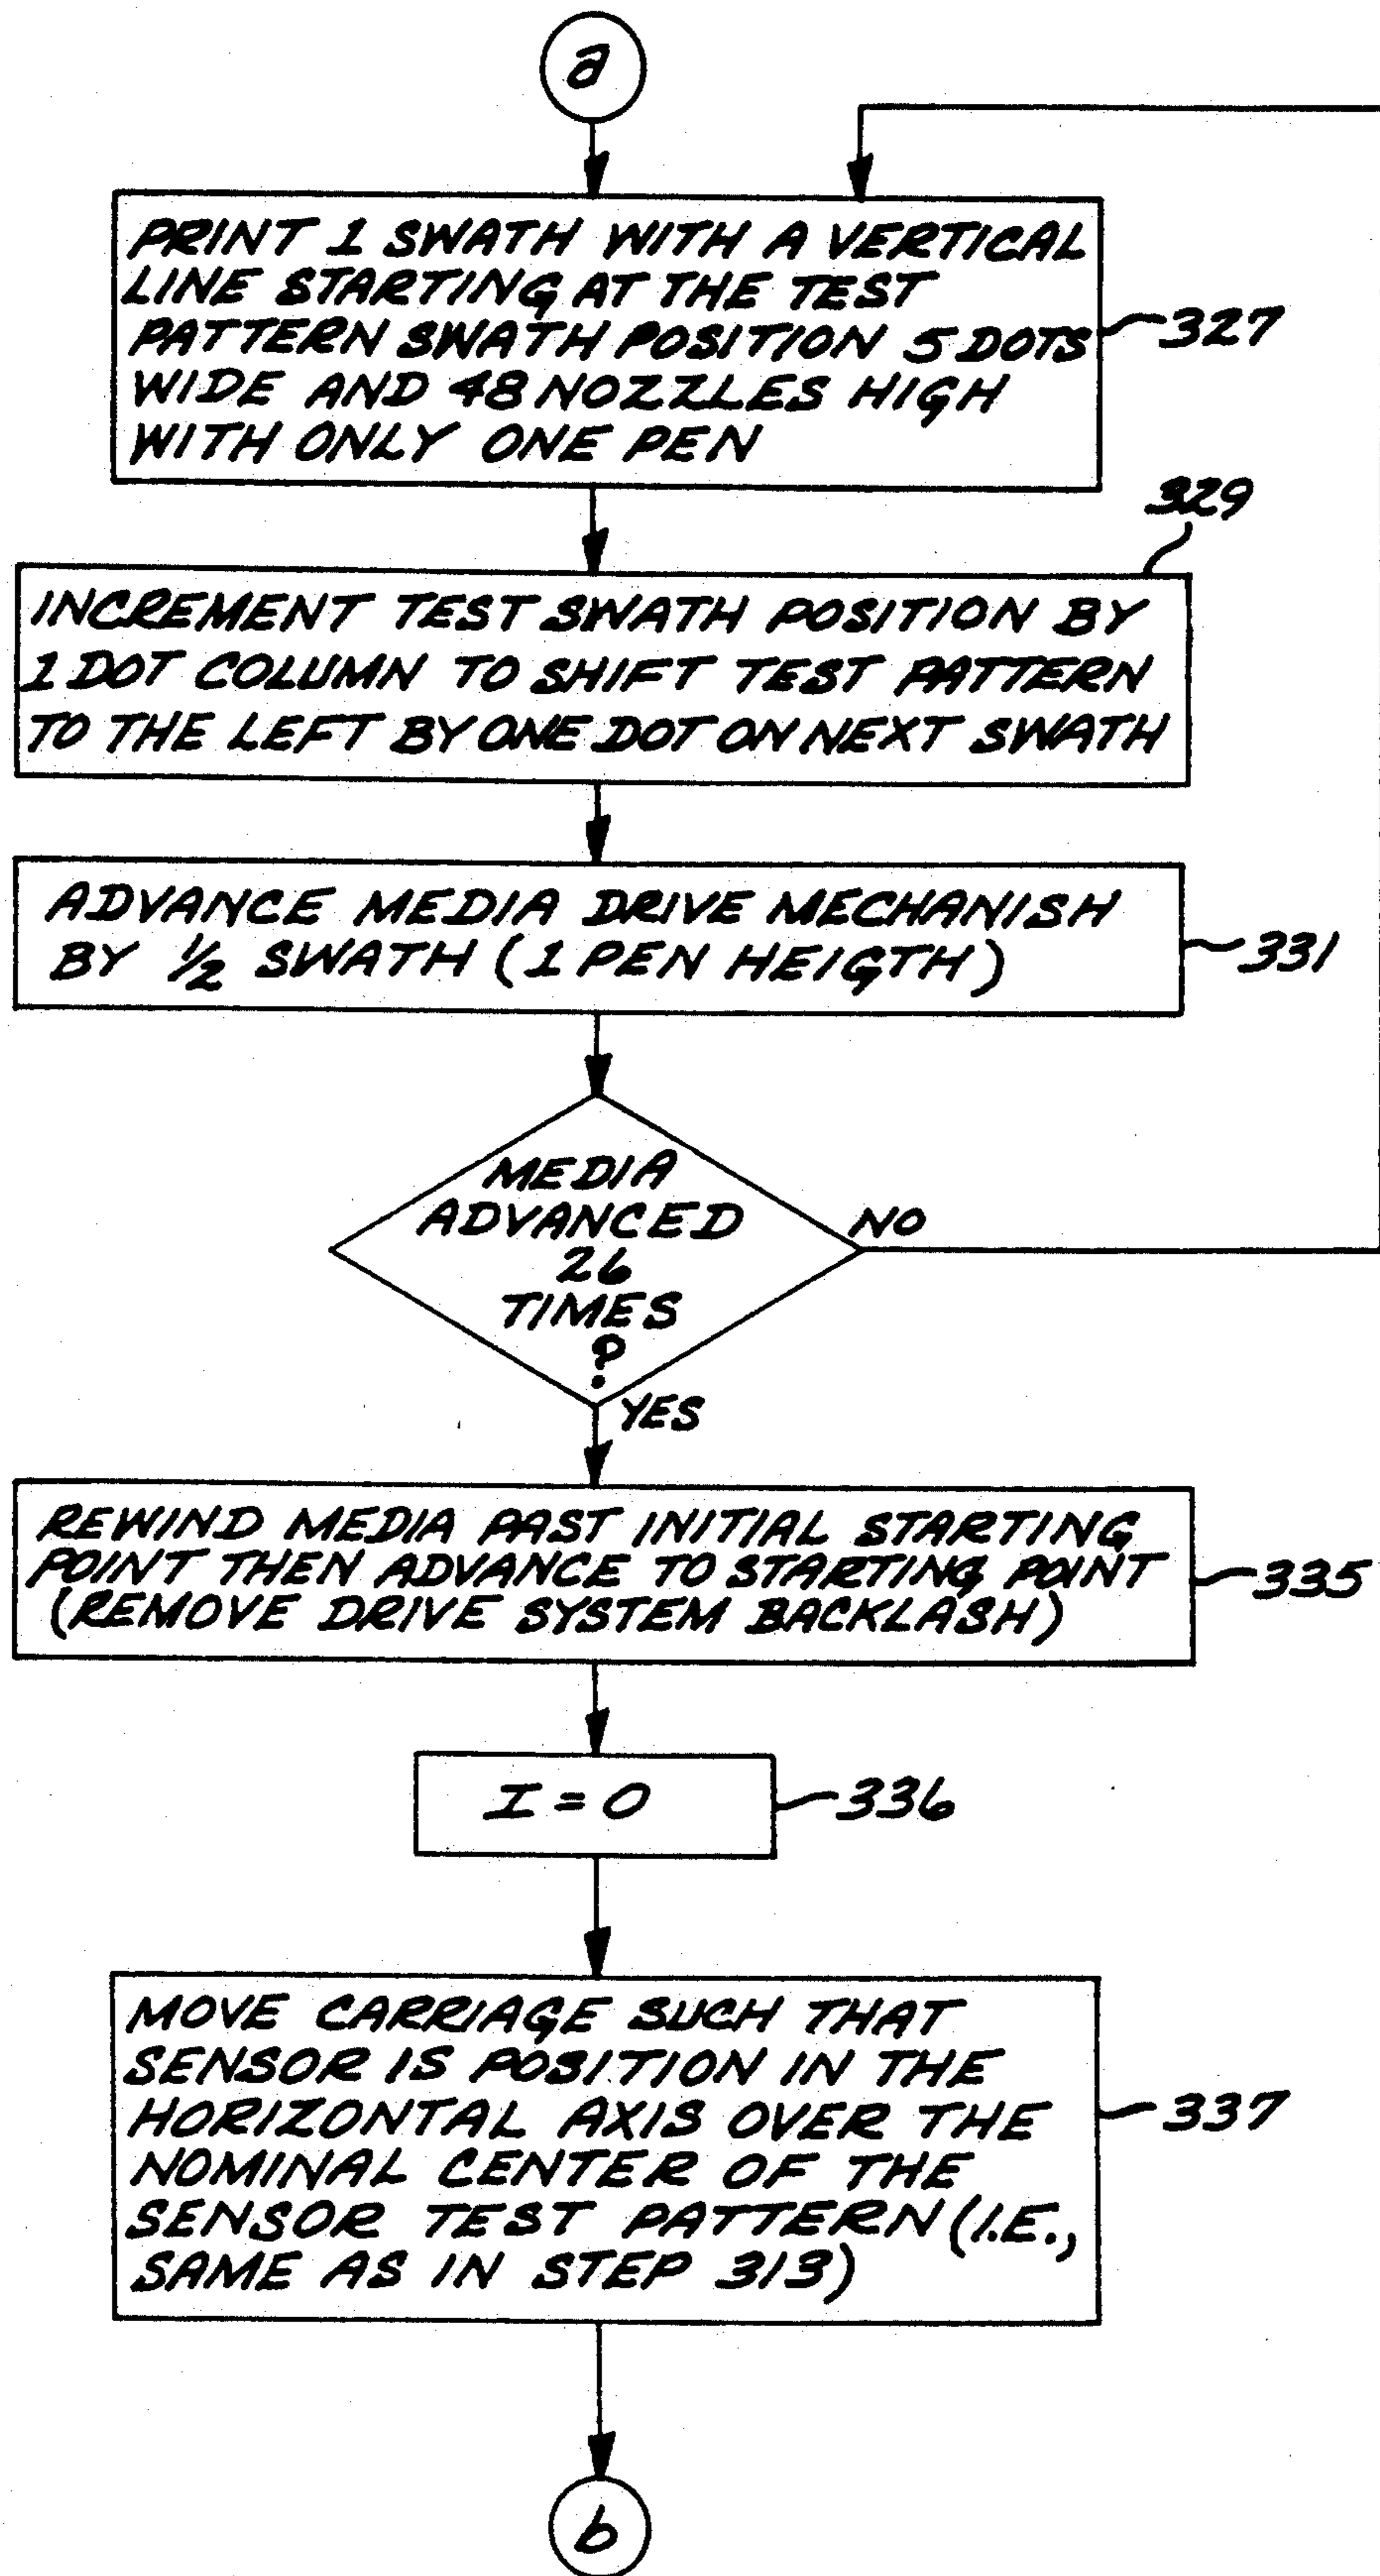 a
PRINT 1 SWATH WITH A VERTICAL
LINE STARTING AT THE TEST
PATTERN SWATH POSITION 5 DOTS
WIDE AND 48 NOZZLES HIGH
WITH ONLY ONE PEN
327
329
INCREMENT TEST SWATH POSITION BY
1 DOT COLUMN TO SHIFT TEST PATTERN
TO THE LEFT BY ONE DOT ON NEXT SWATH
ADVANCE MEDIA DRIVE MECHANISH
BY 1/2 SWATH (1 PEN HEIGTH)
331
MEDIA
ADVANCED
26
TIMES
?
NO
YES
REWIND MEDIA PAST INITIAL STARTING
POINT THEN ADVANCE TO STARTING POINT
(REMOVE DRIVE SYSTEM BACKLASH)
335
I = 0
336
MOVE CARRIAGE SUCH THAT
SENSOR IS POSITION IN THE
HORIZONTAL AXIS OVER THE
NOMINAL CENTER OF THE
SENSOR TEST PATTERN (I.E.,
SAME AS IN STEP 313)
337
b